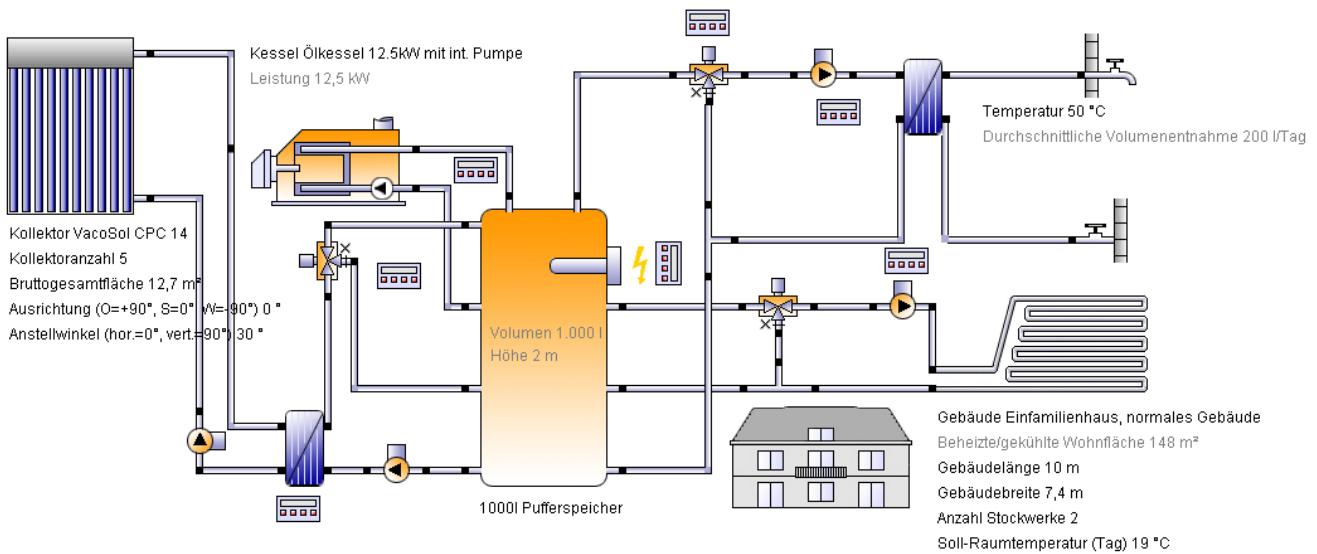 Kessel Ölkessel 12.5kW mit int. Pumpe
Leistung 12,5 kW
Temperatur 50 °C
Durchschnittliche Volumenentnahme 200 l/Tag
Kollektor VacoSol CPC 14
Kollektoranzahl 5
Bruttogesamtfläche 12,7 m²
Ausrichtung (O=+90°, S=0°, W=-90°) 0 °
Anstellwinkel (hor.=0°, vert.=90°) 30 °
Volumen 1.000 l
Höhe 2 m
1000l Pufferspeicher
Gebäude Einfamilienhaus, normales Gebäude
Beheizte/gekühlte Wohnfläche 148 m²
Gebäudelänge 10 m
Gebäudebreite 7,4 m
Anzahl Stockwerke 2
Soll-Raumtemperatur (Tag) 19 °C